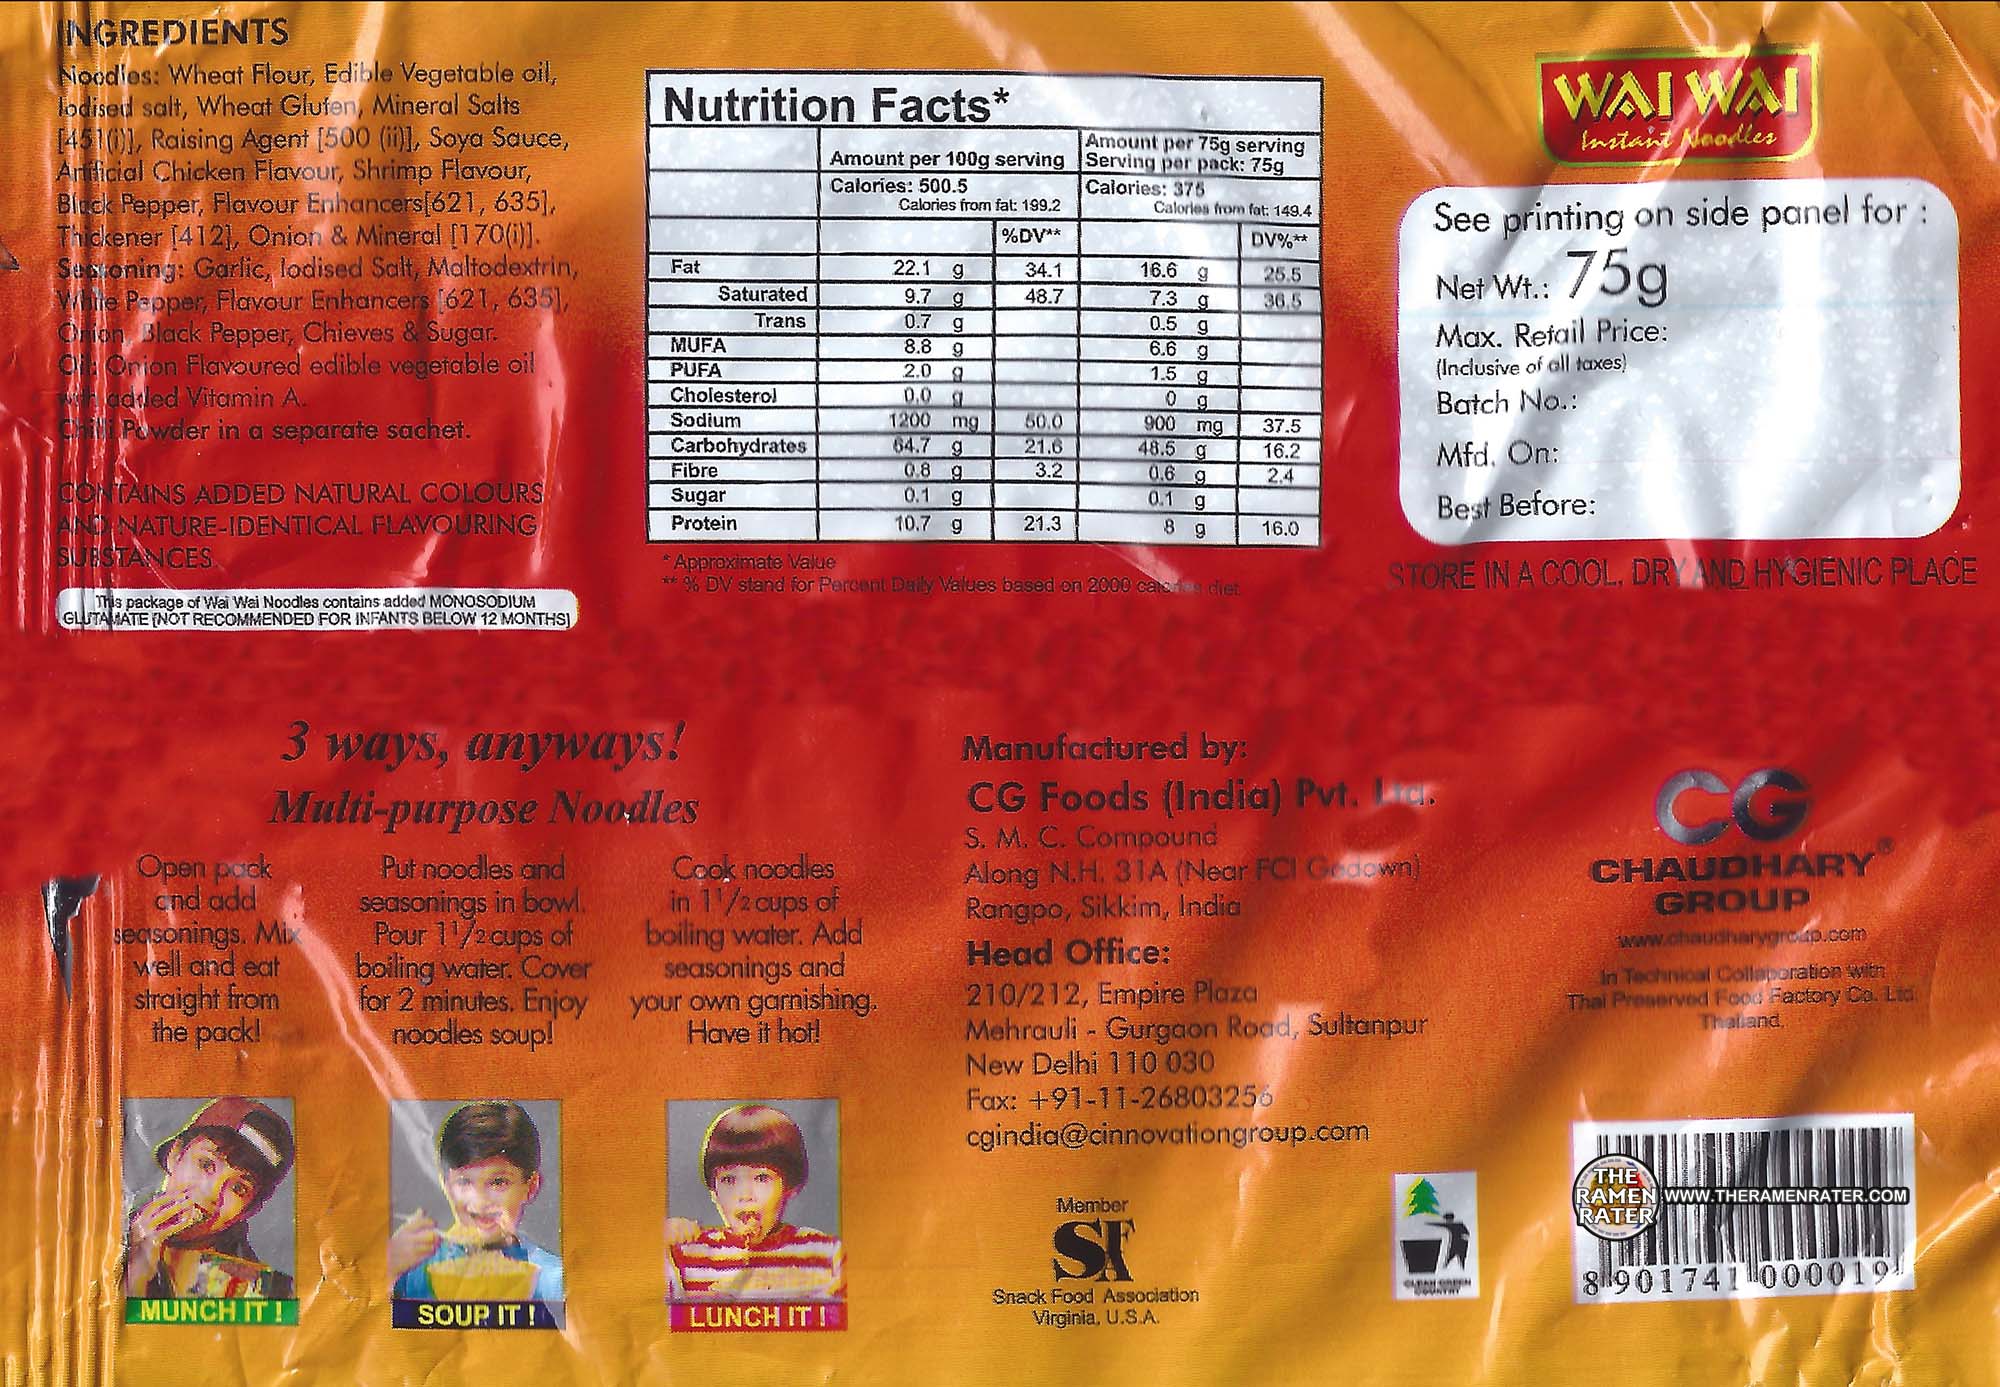 INGREDIENTS
Noodles: Wheat Flour, Edible Vegetable oil,
Iodised salt, Wheat Gluten, Mineral Salts
[451(i)], Raising Agent [500 (ii)], Soya Sauce,
Artificial Chicken Flavour, Shrimp Flavour,
Black Pepper, Flavour Enhancers[621, 635],
Thickener [412], Onion & Mineral [170(i)].
Seasoning: Garlic, Iodised Salt, Maltodextrin,
White Pepper, Flavour Enhancers [621, 635],
Onion, Black Pepper, Chieves & Sugar.
Oil: Onion Flavoured edible vegetable oil
with added Vitamin A.
Chilli Powder in a separate sachet.
CONTAINS ADDED NATURAL COLOURS
AND NATURE-IDENTICAL FLAVOURING
SUBSTANCES
This package of Wai Wai Noodles contains added MONOSODIUM
GLUTAMATE [NOT RECOMMENDED FOR INFANTS BELOW 12 MONTHS]
Nutrition Facts*
Amount per 100g serving
Amount per 75g serving
Serving per pack: 75g
Calories: 500.5
Calories from fat: 199.2
Calories: 375
Calories from fat: 149.4
%DV** DV%**
Fat 22.1 g 34.1 16.6 g 25.5
Saturated 9.7 g 48.7 7.3 g 36.5
Trans 0.7 g 0.5 g
MUFA 8.8 g 6.6 g
PUFA 2.0 g 1.5 g
Cholesterol 0.0 g 0 g
Sodium 1200 mg 50.0 900 mg 37.5
Carbohydrates 64.7 g 21.6 48.5 g 16.2
Fibre 0.8 g 3.2 0.6 g 2.4
Sugar 0.1 g 0.1 g
Protein 10.7 g 21.3 8 g 16.0
* Approximate Value
** % DV stand for Percent Daily Values based on 2000 calories diet
WAI WAI
Instant Noodles
See printing on side panel for :
Net Wt.: 75g
Max. Retail Price:
(Inclusive of all taxes)
Batch No.:
Mfd. On:
Best Before:
STORE IN A COOL, DRY AND HYGIENIC PLACE
3 ways, anyways!
Multi-purpose Noodles
Open pack
and add
seasonings. Mix
well and eat
straight from
the pack!
MUNCH IT !
Put noodles and
seasonings in bowl.
Pour 1 1/2 cups of
boiling water. Cover
for 2 minutes. Enjoy
noodles soup!
SOUP IT !
Cook noodles
in 1 1/2 cups of
boiling water. Add
seasonings and
your own garnishing.
Have it hot!
LUNCH IT !
Manufactured by:
CG Foods (India) Pvt. Ltd.
S. M. C. Compound
Along N.H. 31A (Near FCI Godown)
Rangpo, Sikkim, India
Head Office:
210/212, Empire Plaza
Mehrauli - Gurgaon Road, Sultanpur
New Delhi 110 030
Fax: +91-11-26803256
cgindia@cinnovationgroup.com
Member
SFA
Snack Food Association
Virginia, U.S.A.
CG
CHAUDHARY®
GROUP
www.chaudharygroup.com
In Technical Collaboration with
Thai Preserved Food Factory Co. Ltd.
Thailand.
CLEAN GREEN
COUNTRY
THE
RAMEN
RATER
WWW.THERAMENRATER.COM
8 901741 000019